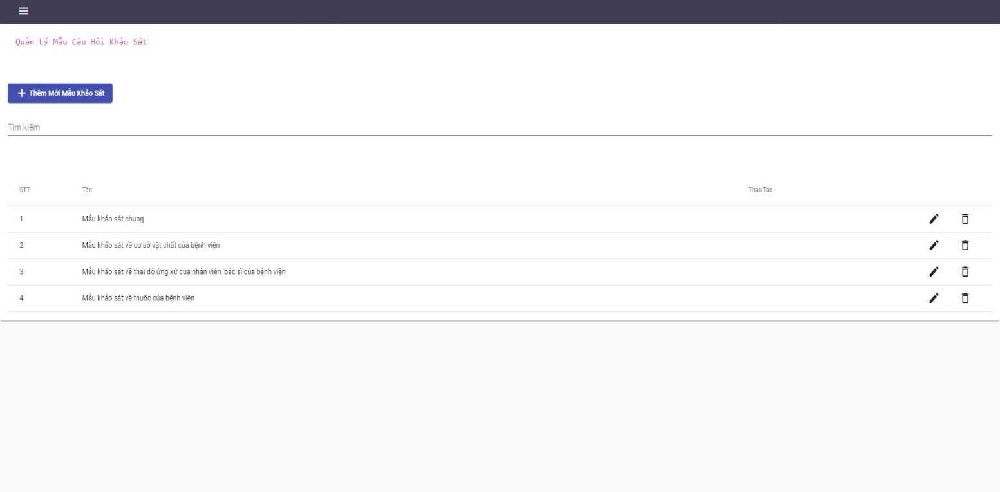 Quản Lý Mẫu Câu Hỏi Khảo Sát
Thêm Mới Mẫu Khảo Sát
Tìm kiếm
STT Tên Thao Tác
1 Mẫu khảo sát chung
2 Mẫu khảo sát về cơ sở vật chất của bệnh viện
3 Mẫu khảo sát về thái độ ứng xử của nhân viên, bác sĩ của bệnh viện
4 Mẫu khảo sát về thuốc của bệnh viện